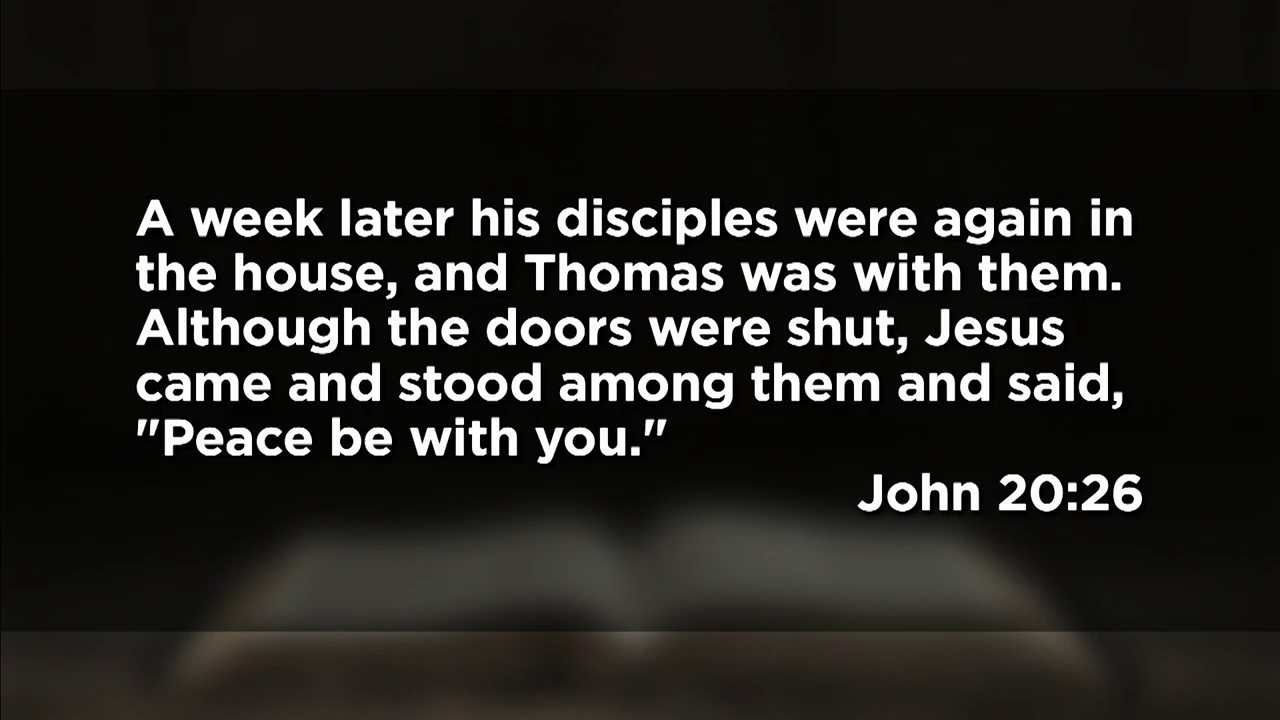 A week later his disciples were again in
the house, and Thomas was with them.
Although the doors were shut, Jesus
came and stood among them and said,
"Peace be with you."
John 20:26